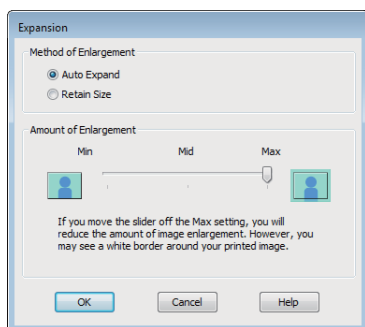 Expansion
Method of Enlargement
Auto Expand
Retain Size
Amount of Enlargement
Min Mid Max
If you move the slider off the Max setting, you will
reduce the amount of image enlargement. However, you
may see a white border around your printed image.
OK Cancel Help